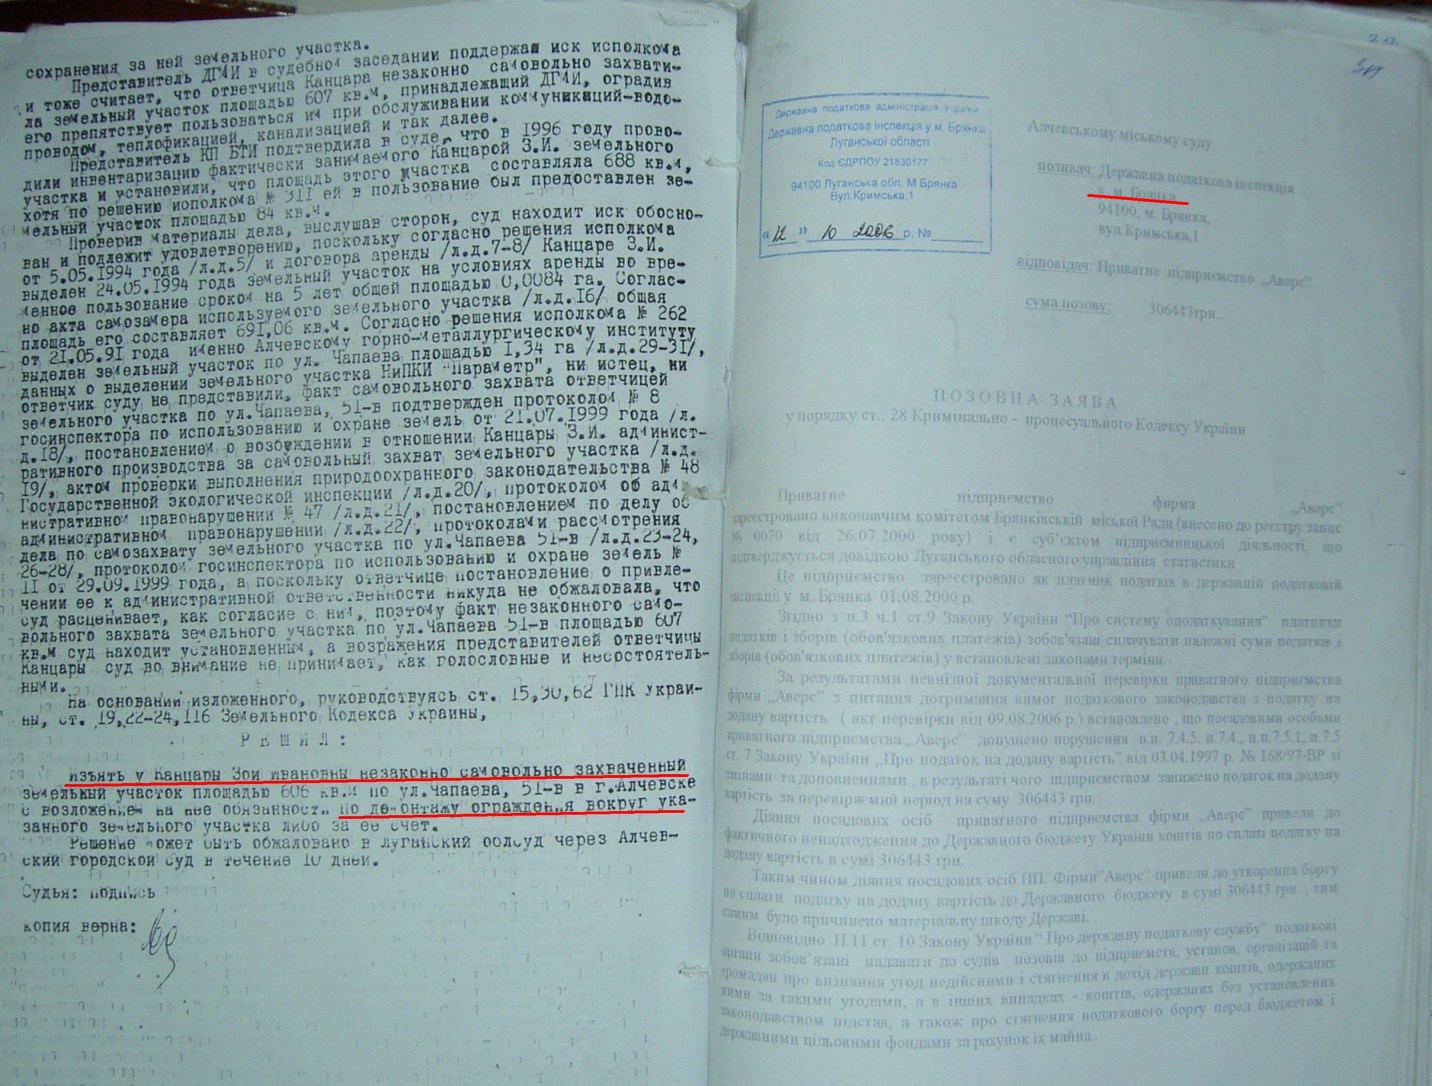 сохранения за ней земельного участка.
Представитель ДГМИ в судебном заседании поддержал иск исполкома
и тоже считает, что ответчица Канцара незаконно самовольно захвати-
ла земельный участок площадью 607 кв.м, принадлежащий ДГМИ, оградив
его препятствует пользоваться им при обслуживании коммуникаций-водо-
проводом, теплофикацией, канализацией и так далее.
Представитель КП БТИ подтвердила в суде, что в 1996 году прово-
дили инвентаризацию фактически занимаемого Канцарой З.И. земельного
участка и установили, что площадь этого участка составляла 688 кв.м,
хотя по решению исполкома № 311 ей в пользование был предоставлен зе-
мельный участок площадью 84 кв.м.
Проверив материалы дела, выслушав сторон, суд находит иск обосно-
ван и подлежит удовлетворению, поскольку согласно решения исполкома
от 5.05.1994 года /л.д.5/ и договора аренды /л.д.7-8/ Канцаре З.И.
выделен 24.05.1994 года земельный участок на условиях аренды во вре-
менное пользование сроком на 5 лет общей площадью 0,0084 га. Соглас-
но акта самозамера используемого земельного участка /л.д.16/ общая
площадь его составляет 691,06 кв.м. Согласно решения исполкома № 262
от 21.05.91 года именно Алчевскому горно-металлургическому институту
выделен земельный участок по ул. Чапаева площадью 1,34 га /л.д.29-31/,
данных о выделении земельного участка НиПКИ "Параметр", ни истец, ни
ответчик суду не представили, факт самовольного захвата ответчицей
земельного участка по ул.Чапаева, 51-в подтвержден протоколом № 8
госинспектора по использованию и охране земель от 21.07.1999 года /л.
д.18/, постановлением о возбуждении в отношении Канцары З.И. админист-
ративного производства за самовольный захват земельного участка /л.д.
19/, актом проверки выполнения природоохранного законодательства № 48
Государственной экологической инспекции /л.д.20/, протоколом об адми-
нистративном правонарушении № 47 /л.д.21/, постановлением по делу об
административном правонарушении /л.д.22/, протоколами рассмотрения
дела по самозахвату земельного участка по ул.Чапаева 51-в /л.д.23-24,
26-28/, протоколом госинспектора по использованию и охране земель №
11 от 29.09.1999 года, а поскольку ответчице постановление о привле-
чении ее к административной ответственности никуда не обжаловала, что
суд расценивает, как согласие с ним, поэтому факт незаконного само-
вольного захвата земельного участка по ул.Чапаева 51-в площадью 607
кв.м суд находит установленным, а возражения представителей ответчицы
Канцары суд во внимание не принимает, как голословные и несостоятель-
ными.
На основании изложенного, руководствуясь ст. 15,30,62 ГПК Украи-
ны, ст. 19,22-24,116 Земельного Кодекса Украины,
РЕШИЛ:
Изъять у Канцары Зои Ивановны незаконно самовольно захваченный
земельный участок площадью 606 кв.м по ул.Чапаева, 51-в в г.Алчевске
с возложением на нее обязанности по демонтажу ограждения вокруг ука-
занного земельного участка либо за ее счет.
Решение может быть обжаловано в Луганский облсуд через Алчев-
ский городской суд в течение 10 дней.
Судья: подпись
копия верна:
Державна податкова адміністрація України
Державна податкова інспекція у м. Брянка
Луганської області
Код ЄДРПОУ 21830177
94100 Луганська обл. М Брянка
Вул.Кримська,1
«12» 10 2006 р. №
Алчевському міському суду
позивач: Державна податкова інспекція
у м. Брянка
94100, м. Брянка,
вул.Кримська,1
відповідач: Приватне підприємство „Аверс"
сума позову: 306443грн.
ПОЗОВНА ЗАЯВА
у порядку ст.. 28 Кримінально - процесуального Кодексу України
Приватне підприємство фирма „Аверс"
зареєстровано виконавчим комітетом Брянківській міської Ради (внесено до реєстру запис
№ 0070 від 26.07.2000 року) і є суб'єктом підприємницької діяльності, що
підтверджується довідкою Луганського обласного управління статистики
Це підприємство зареєстровано як платник податків в державній податковій
інспекції у м. Брянка 01.08.2000 р.
Згідно з п.3 ч.1 ст.9 Закону України "Про систему оподаткування" платники
податків і зборів (обов'язкових платежів) зобов'язані сплачувати належні суми податків і
зборів (обов'язкових платежів) у встановлені законами терміни.
За результатами невиїзної документальної перевірки приватного підприємства
фірми „Аверс" з питання дотримання вимог податкового законодавства з податку на
додану вартість ( акт перевірки від 09.08.2006 р.) встановлено , що посадовими особами
приватного підприємства „Аверс" допущено порушення п.п. 7.4.5. п.7.4., п.п.7.5.1, п.7.5
ст. 7 Закону України „Про податок на додану вартість" від 03.04.1997 р. № 168/97-ВР зі
змінами та доповненнями , в результаті чого підприємством занижено податок на додану
вартість за перевіряємий период на суму 306443 грн.
Діяння посадових осіб приватного підприємства фірми „Аверс" привели до
фактичного ненадходження до Державного бюджету України коштів по сплаті податку на
додану вартість в сумі 306443 грн.
Таким чином діяння посадових осіб ПП. Фірми"Аверс" привели до утворення боргу
по сплати податку на додану вартість до Державного бюджету в сумі 306443 грн. , тим
самим було причинено матеріальну шкоду Державі. .
Відповідно П.11 ст. 10 Закону України " Про державну податкову службу" податкові
органи зобов'язані надавати до судів позовів до підприємств, установ, організацій та
громадян про визнання угод недійсними і стягнення в дохід держави коштів, одержаних
ними за такими угодами, а в інших випадках - коштів, одержаних без установлених
законодавством підстав, а також про стягнення податкового боргу перед бюджетом і
державними цільовими фондами за рахунок їх майна .